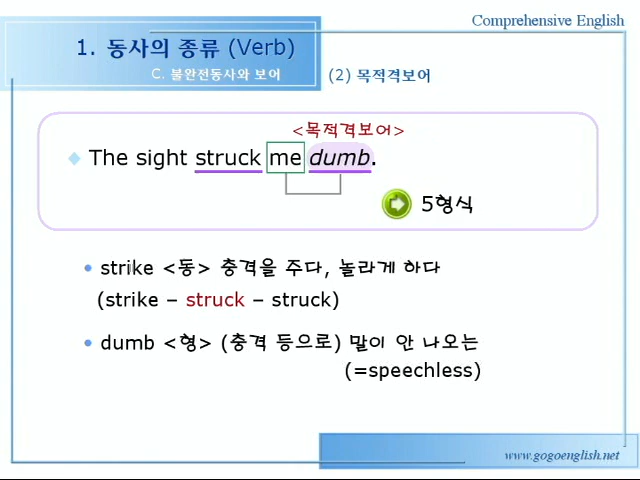 Comprehensive English
1. 동사의 종류 (Verb)
C. 불완전동사와 보어
(2) 목적격보어
<목적격보어>
The sight struck me dumb.
5형식
• strike <동> 충격을 주다, 놀라게 하다
(strike – struck – struck)
• dumb <형> (충격 등으로) 말이 안 나오는
(=speechless)
www.gogoenglish.net